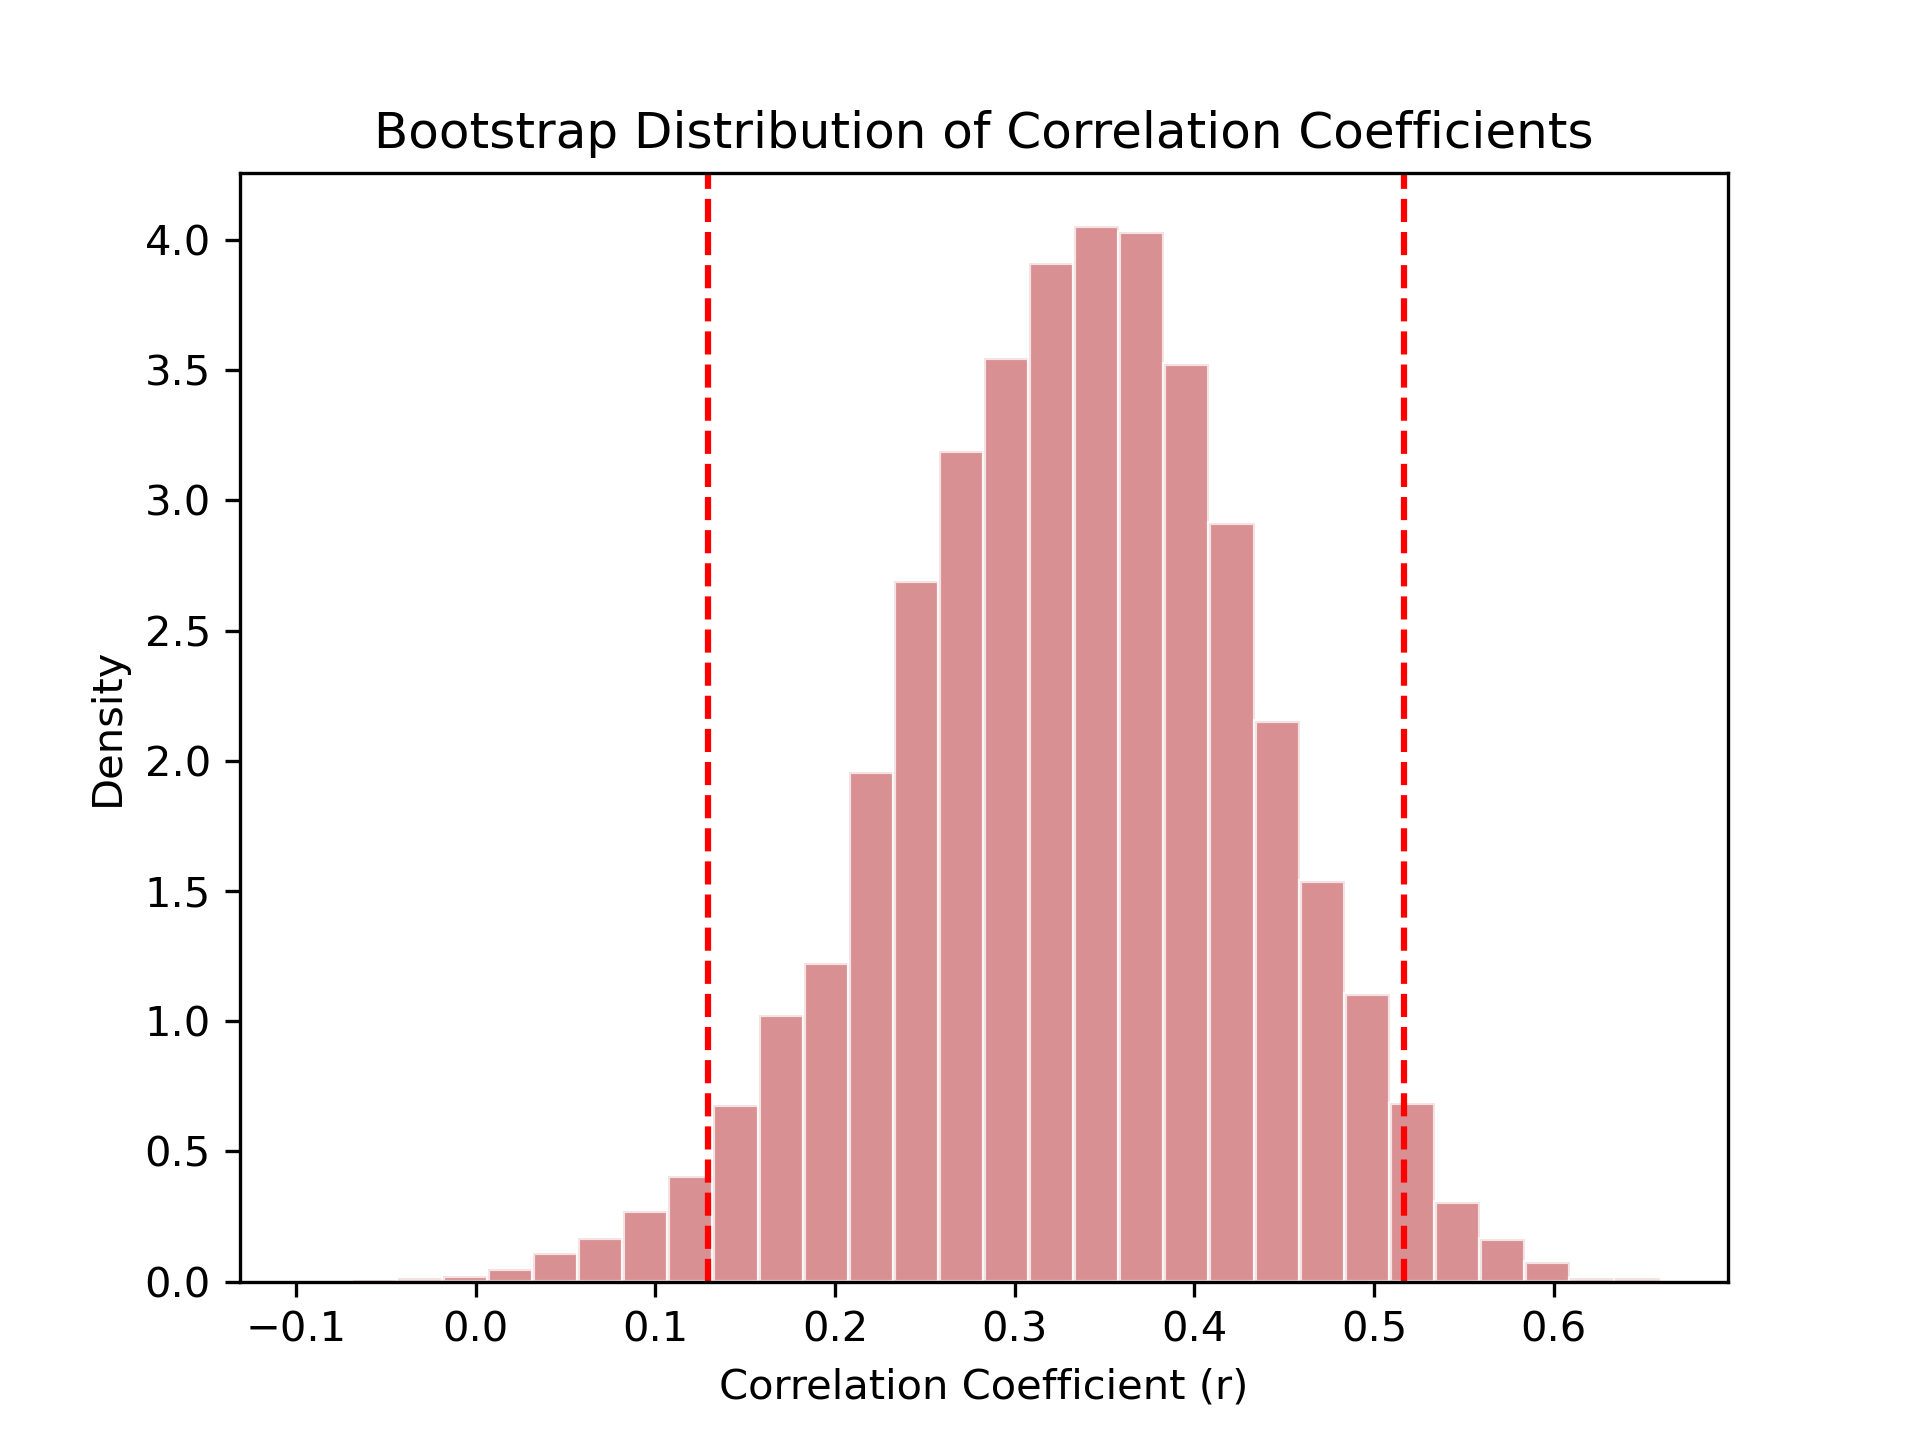 Bootstrap Distribution of Correlation Coefficients
4.0
3.5
3.0
2.5
2.0
1.5
1.0
0.5
0.0
Density
−0.1 0.0 0.1 0.2 0.3 0.4 0.5 0.6
Correlation Coefficient (r)